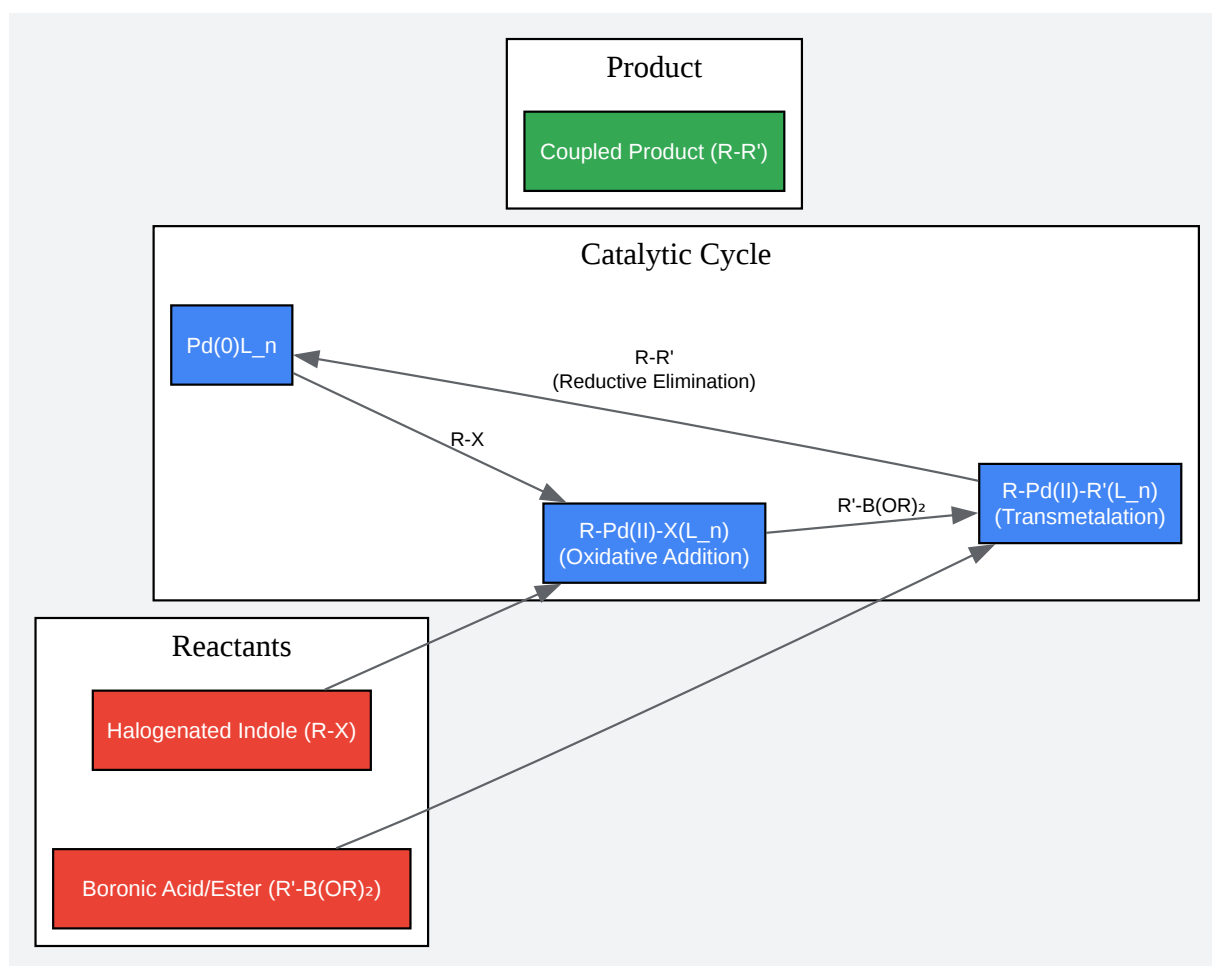 Product
Coupled Product (R-R')
Catalytic Cycle
Pd(0)L_n
R-R'
(Reductive Elimination)
R-X
R'-B(OR)₂
R-Pd(II)-R'(L_n)
(Transmetalation)
R-Pd(II)-X(L_n)
(Oxidative Addition)
Reactants
Halogenated Indole (R-X)
Boronic Acid/Ester (R'-B(OR)₂)